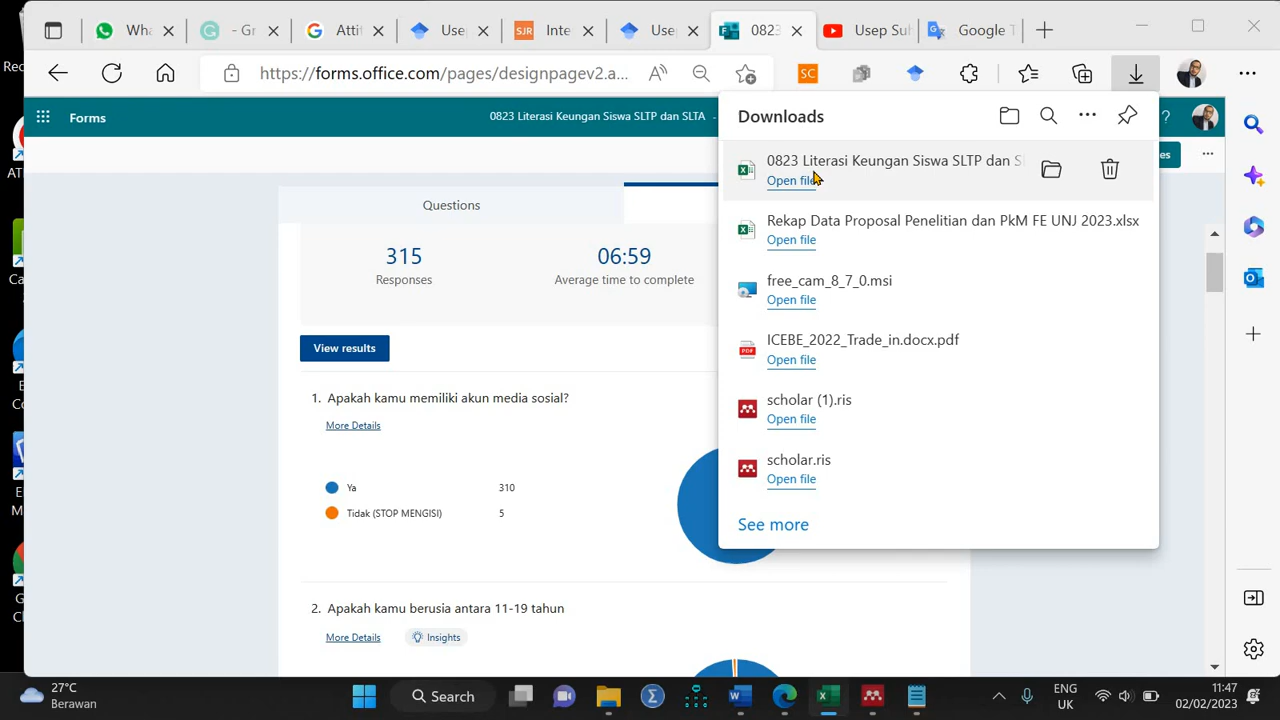 Wha
- Gr
Atti
Use
SJR
Inte
Use
0823
Usep Sut
Google T
https://forms.office.com/pages/designpagev2.a...
SC
Forms
0823 Literasi Keungan Siswa SLTP dan SLTA -
?
Questions
315
Responses
06:59
Average time to complete
View results
1. Apakah kamu memiliki akun media sosial?
More Details
Ya 310
Tidak (STOP MENGISI) 5
2. Apakah kamu berusia antara 11-19 tahun
More Details
Insights
Downloads
0823 Literasi Keungan Siswa SLTP dan S
Open file
Rekap Data Proposal Penelitian dan PkM FE UNJ 2023.xlsx
Open file
free_cam_8_7_0.msi
Open file
ICEBE_2022_Trade_in.docx.pdf
Open file
scholar (1).ris
Open file
scholar.ris
Open file
See more
27°C
Berawan
Search
ENG
UK
11:47
02/02/2023